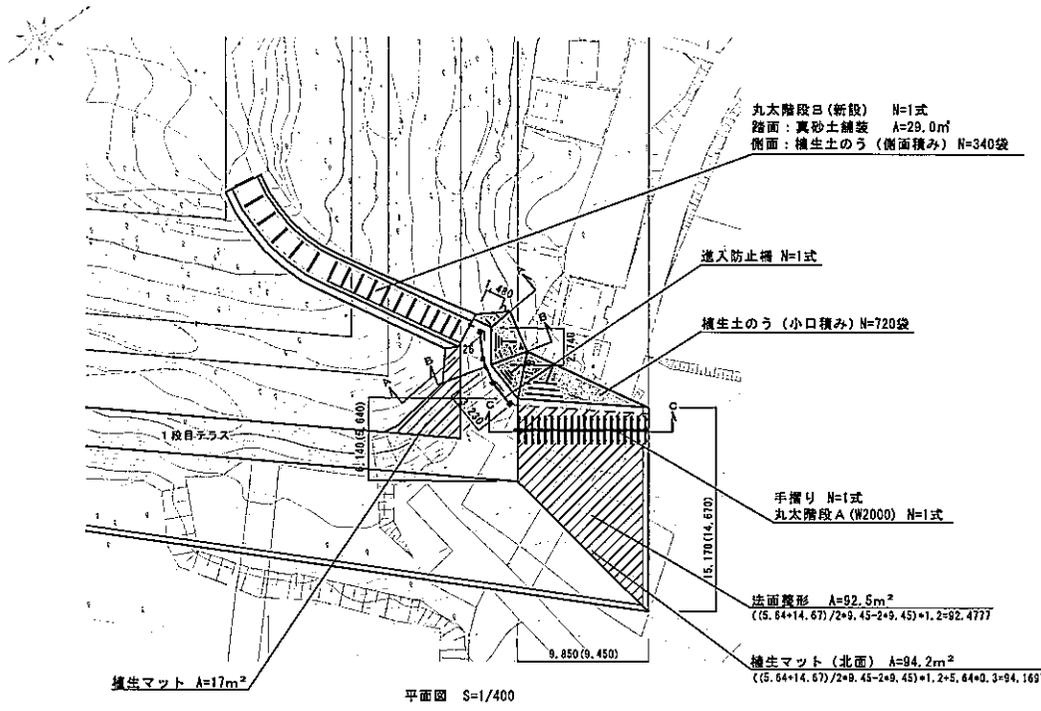 丸太階段B(新設) N=1式
踏面：真砂土舗装 A=29.0㎡
側面：植生土のう(側面積み) N=340袋
進入防止柵 N=1式
植生土のう(小口積み)N=720袋
1,480
A
B
2,740
26
B
A
C
C
1,230
6,140(5,640)
1段目テラス
手摺り N=1式
丸太階段A(W2000) N=1式
15,170(14,670)
法面整形 A=92.5m²
((5.64+14.67)/2*9.45-2*9.45)*1.2=92.4777
植生マット(北面) A=94.2m²
((5.64+14.67)/2*9.45-2*9.45)*1.2+5.64*0.3=94.169
9,850(9,450)
植生マット A=17m²
平面図 S=1/400